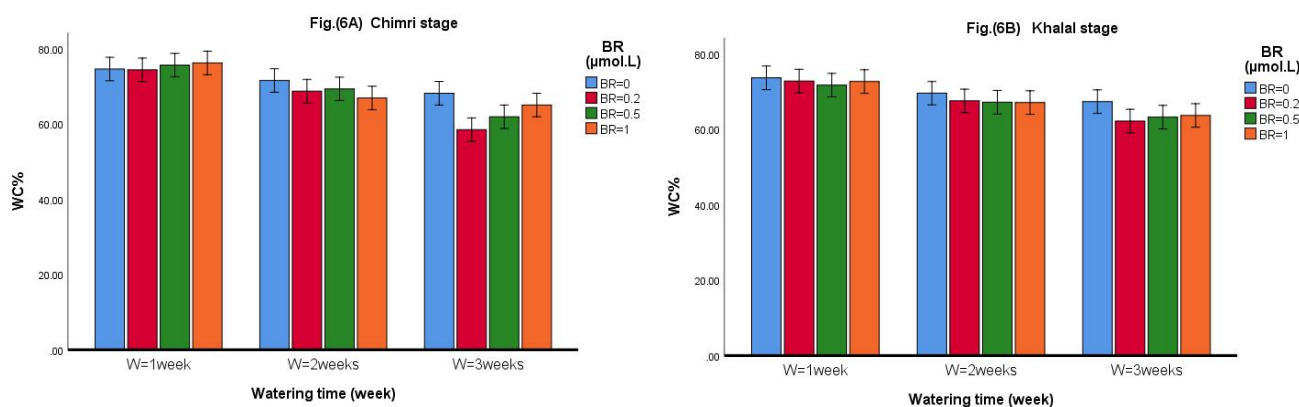 Fig.(6A) Chimri stage
BR
(µmol.L)
BR=0
BR=0.2
BR=0.5
BR=1
80.00
60.00
40.00
20.00
.00
WC%
W=1week
W=2weeks
W=3weeks
Watering time (week)
Fig.(6B) Khalal stage
BR
(µmol.L)
BR=0
BR=0.2
BR=0.5
BR=1
80.00
60.00
40.00
20.00
.00
WC%
W=1week
W=2weeks
W=3weeks
Watering time (week)